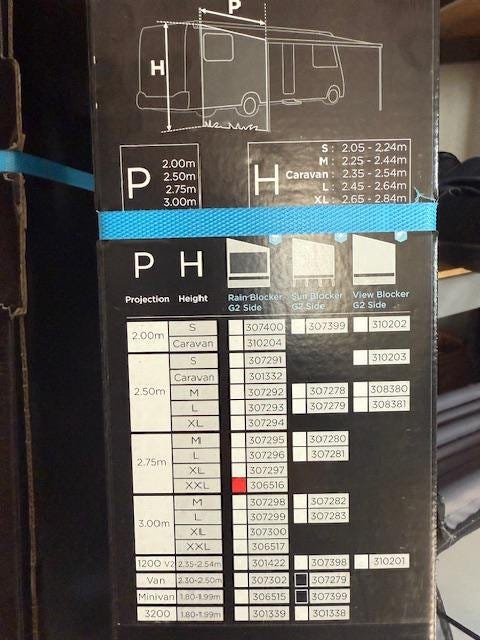 P
H
S : 2.05 - 2.24m
M : 2.25 - 2.44m
Caravan : 2.35 - 2.54m
L : 2.45 - 2.64m
XL : 2.65 - 2.84m
P
2.00m
2.50m
2.75m
3.00m
H
P H
Projection Height Rain Blocker G2 Side Sun Blocker G2 Side View Blocker G2 Side
2.00m S 307400 307399 310202
Caravan 310204
2.50m S 307291 310203
Caravan 301332
M 307292 307278 308380
L 307293 307279 308381
XL 307294
2.75m M 307295 307280
L 307296 307281
XL 307297
XXL 306516
3.00m M 307298 307282
L 307299 307283
XL 307300
XXL 306517
1200 V2 2.35-2.54m 301422 307398 310201
Van 2.30-2.50m 307302 307279
Minivan 1.80-1.99m 306515 307399
3200 1.80-1.99m 301339 301338